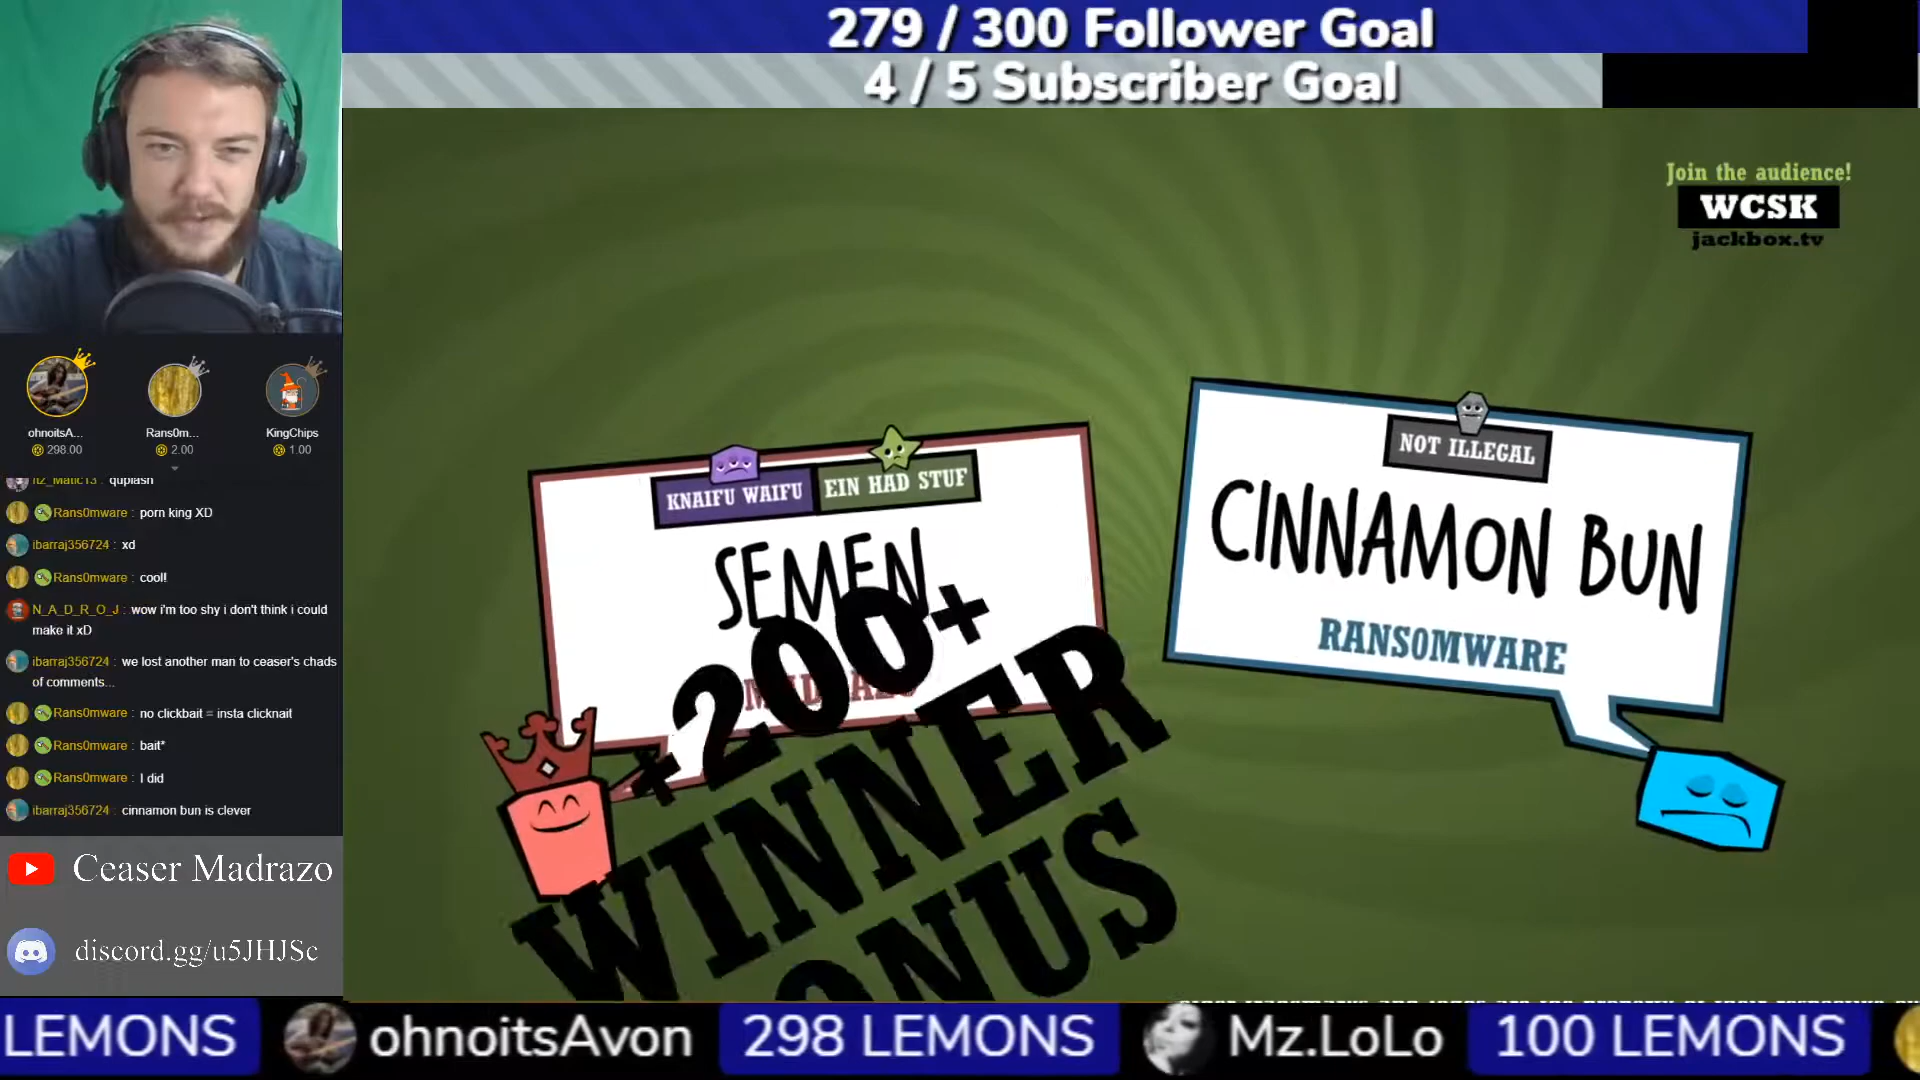 279 / 300 Follower Goal
4 / 5 Subscriber Goal
Join the audience!
WCSK
jackbox.tv
ohnoitsA...
298.00
Rans0m...
2.00
KingChips
1.00
quplash
Rans0mware : porn king XD
ibarraj356724 : xd
Rans0mware : cool!
N_A_D_R_O_J : wow i'm too shy i don't think i could
make it xD
ibarraj356724 : we lost another man to ceaser's chads
of comments...
Rans0mware : no clickbait = insta clicknait
Rans0mware : bait*
Rans0mware : I did
ibarraj356724 : cinnamon bun is clever
Ceaser Madrazo
discord.gg/u5JHJSc
KNAIFU WAIFU
EIN HAD STUF
SEMEN
+200+
WINNER
BONUS
NOT ILLEGAL
CINNAMON BUN
RANSOMWARE
LEMONS
ohnoitsAvon
298 LEMONS
Mz.LoLo
100 LEMONS